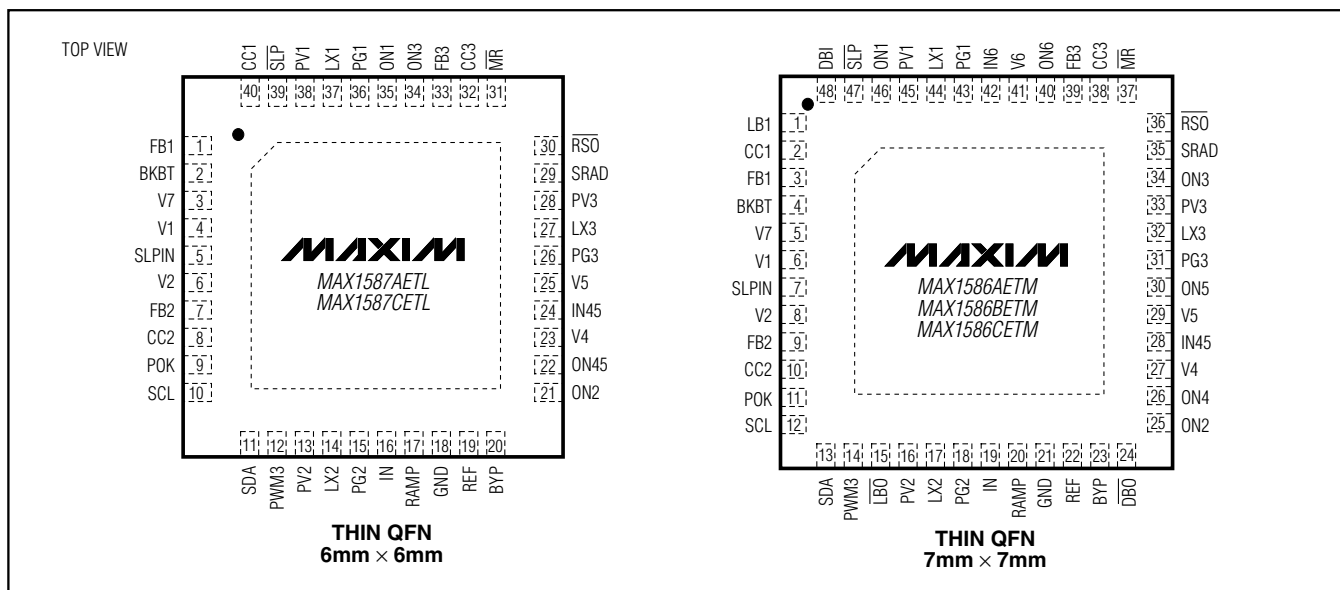 TOP VIEW
CC1
SLP
PV1
LX1
PG1
ON1
ON3
FB3
CC3
MR
40 39 38 37 36 35 34 33 32 31
FB1 1
BKBT 2
V7 3
V1 4
SLPIN 5
V2 6
FB2 7
CC2 8
POK 9
SCL 10
MAXIM
MAX1587AETL
MAX1587CETL
30 RSO
29 SRAD
28 PV3
27 LX3
26 PG3
25 V5
24 IN45
23 V4
22 ON45
21 ON2
11 12 13 14 15 16 17 18 19 20
SDA
PWM3
PV2
LX2
PG2
IN
RAMP
GND
REF
BYP
THIN QFN
6mm × 6mm
DBI
SLP
ON1
PV1
LX1
PG1
IN6
V6
ON6
FB3
CC3
MR
48 47 46 45 44 43 42 41 40 39 38 37
LB1 1
CC1 2
FB1 3
BKBT 4
V7 5
V1 6
SLPIN 7
V2 8
FB2 9
CC2 10
POK 11
SCL 12
MAXIM
MAX1586AETM
MAX1586BETM
MAX1586CETM
36 RSO
35 SRAD
34 ON3
33 PV3
32 LX3
31 PG3
30 ON5
29 V5
28 IN45
27 V4
26 ON4
25 ON2
13 14 15 16 17 18 19 20 21 22 23 24
SDA
PWM3
LBO
PV2
LX2
PG2
IN
RAMP
GND
REF
BYP
DBO
THIN QFN
7mm × 7mm